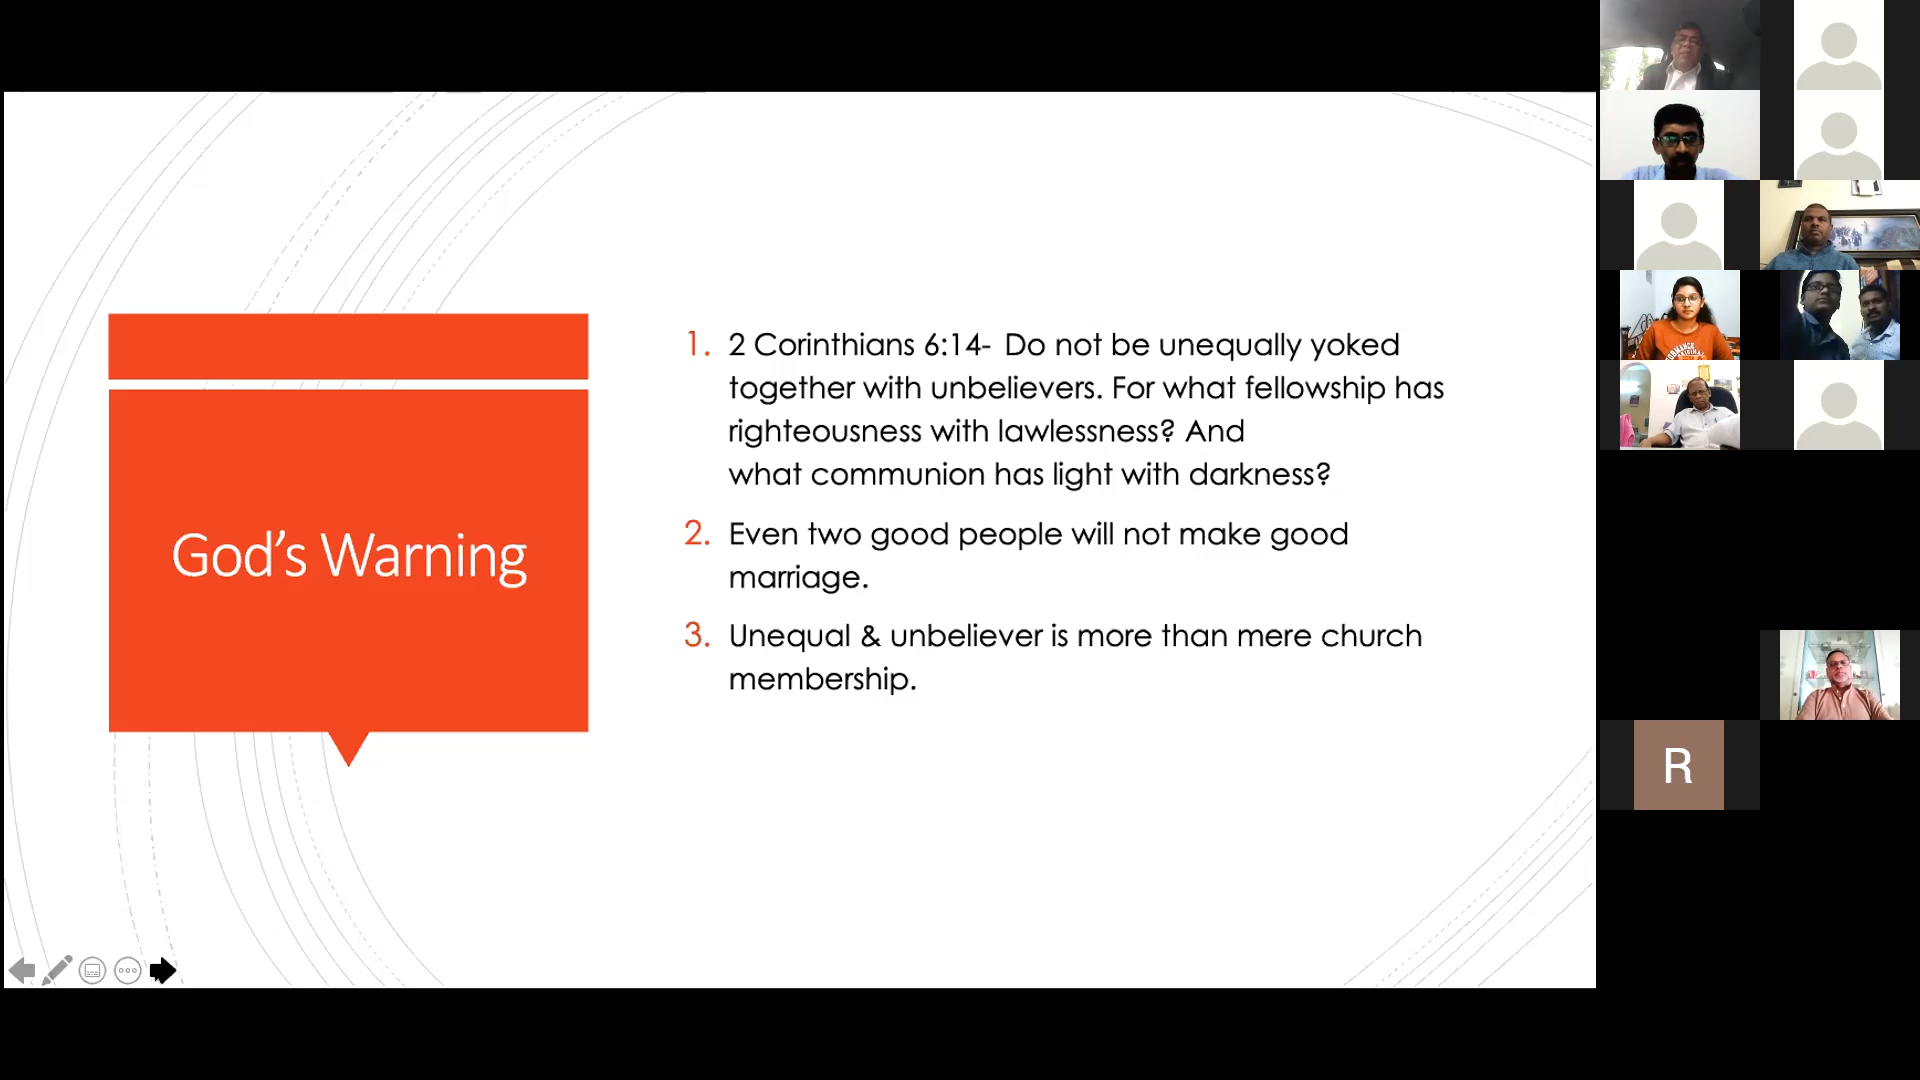 God's Warning
1. 2 Corinthians 6:14- Do not be unequally yoked
together with unbelievers. For what fellowship has
righteousness with lawlessness? And
what communion has light with darkness?
2. Even two good people will not make good
marriage.
3. Unequal & unbeliever is more than mere church
membership.
R